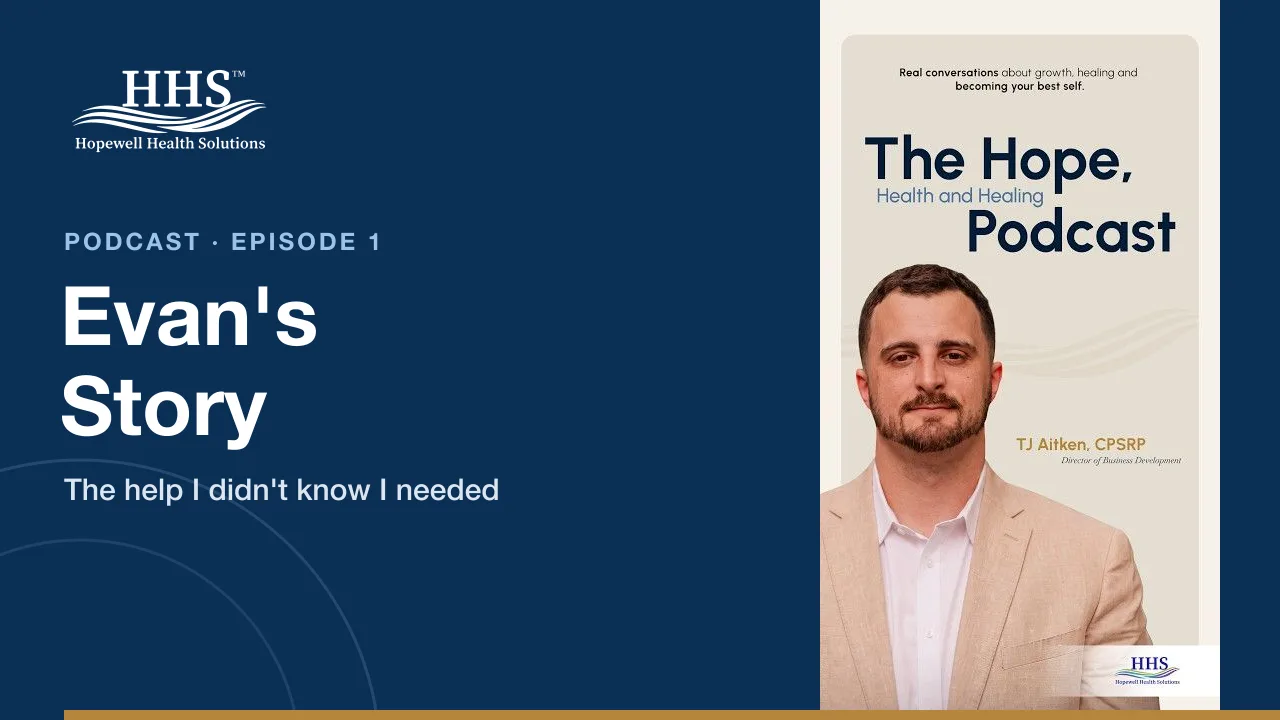 HHS™
Hopewell Health Solutions
PODCAST · EPISODE 1
Evan's
Story
The help I didn't know I needed
Real conversations about growth, healing and
becoming your best self.
The Hope,
Health and Healing
Podcast
TJ Aitken, CPSRP
Director of Business Development
HHS
Hopewell Health Solutions